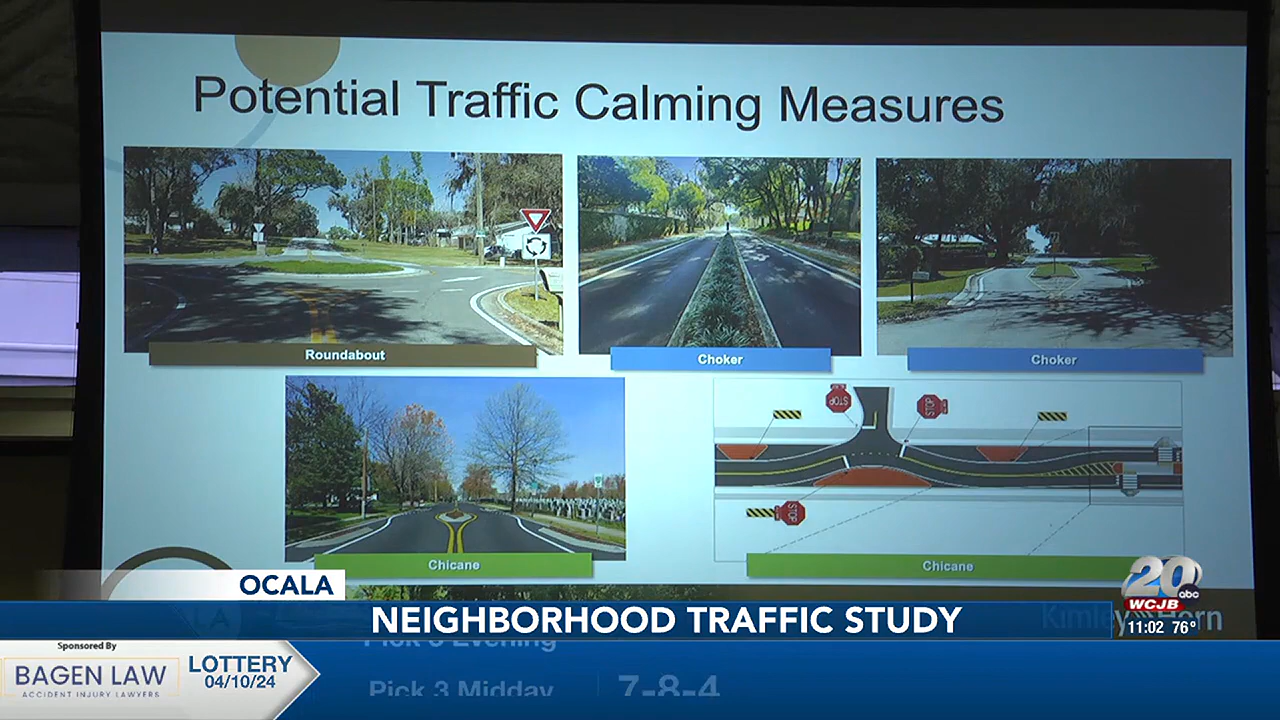 Potential Traffic Calming Measures
Roundabout
Choker
Choker
STOP
STOP
STOP
Chicane
Chicane
OCALA
NEIGHBORHOOD TRAFFIC STUDY
20
abc
WCJB
11:02 76°
Sponsored By
BAGEN LAW
ACCIDENT INJURY LAWYERS
LOTTERY
04/10/24
Pick 3 Evening
Pick 3 Midday
7-8-4